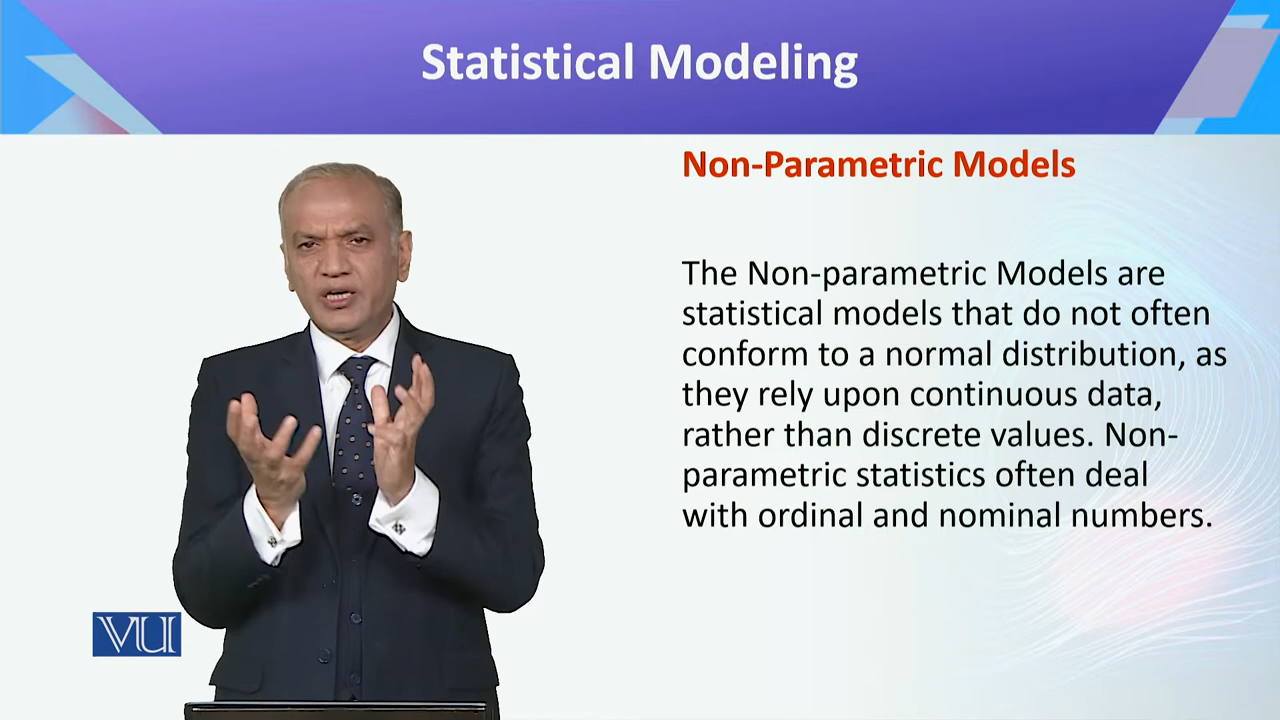 Statistical Modeling
Non-Parametric Models
The Non-parametric Models are
statistical models that do not often
conform to a normal distribution, as
they rely upon continuous data,
rather than discrete values. Non-
parametric statistics often deal
with ordinal and nominal numbers.
VU